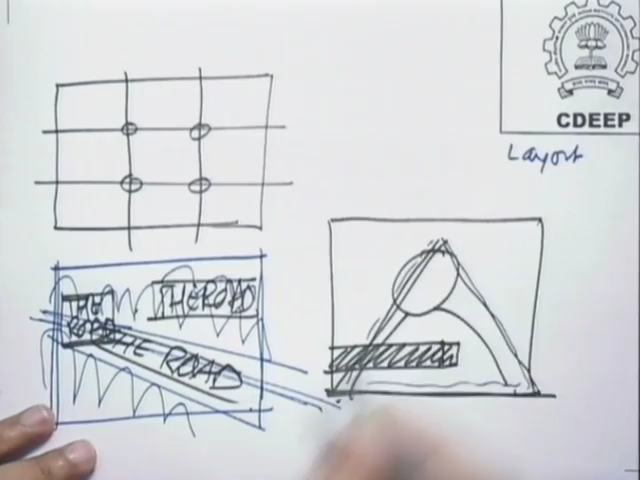 CDEEP
Layout
THE ROAD
THE
ROAD
THE ROAD